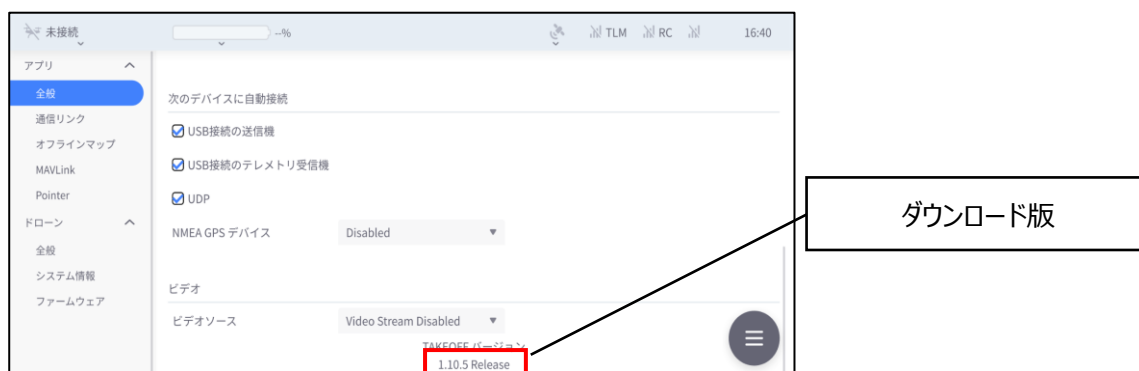 未接続
--%
TLM
RC
16:40
アプリ
全般
通信リンク
オフラインマップ
MAVLink
Pointer
ドローン
全般
システム情報
ファームウェア
次のデバイスに自動接続
USB接続の送信機
USB接続のテレメトリ受信機
UDP
NMEA GPS デバイス
Disabled
ビデオ
ビデオソース
Video Stream Disabled
TAKEOFF バージョン
1.10.5 Release
ダウンロード版